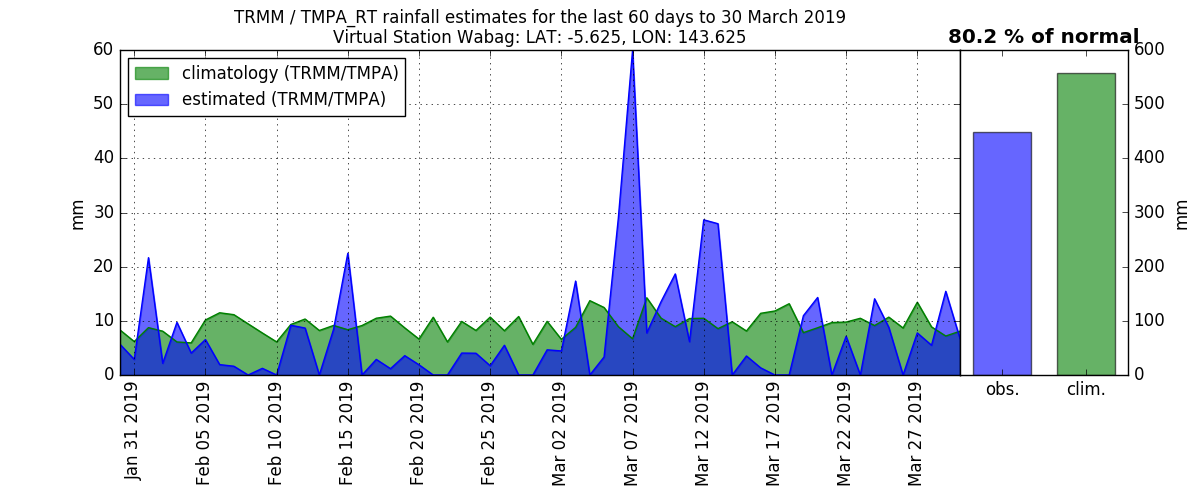 TRMM / TMPA_RT rainfall estimates for the last 60 days to 30 March 2019
Virtual Station Wabag: LAT: -5.625, LON: 143.625
80.2 % of normal
climatology (TRMM/TMPA)
estimated (TRMM/TMPA)
60
50
40
30
20
10
0
mm
600
500
400
300
200
100
0
mm
Jan 31 2019
Feb 05 2019
Feb 10 2019
Feb 15 2019
Feb 20 2019
Feb 25 2019
Mar 02 2019
Mar 07 2019
Mar 12 2019
Mar 17 2019
Mar 22 2019
Mar 27 2019
obs.
clim.